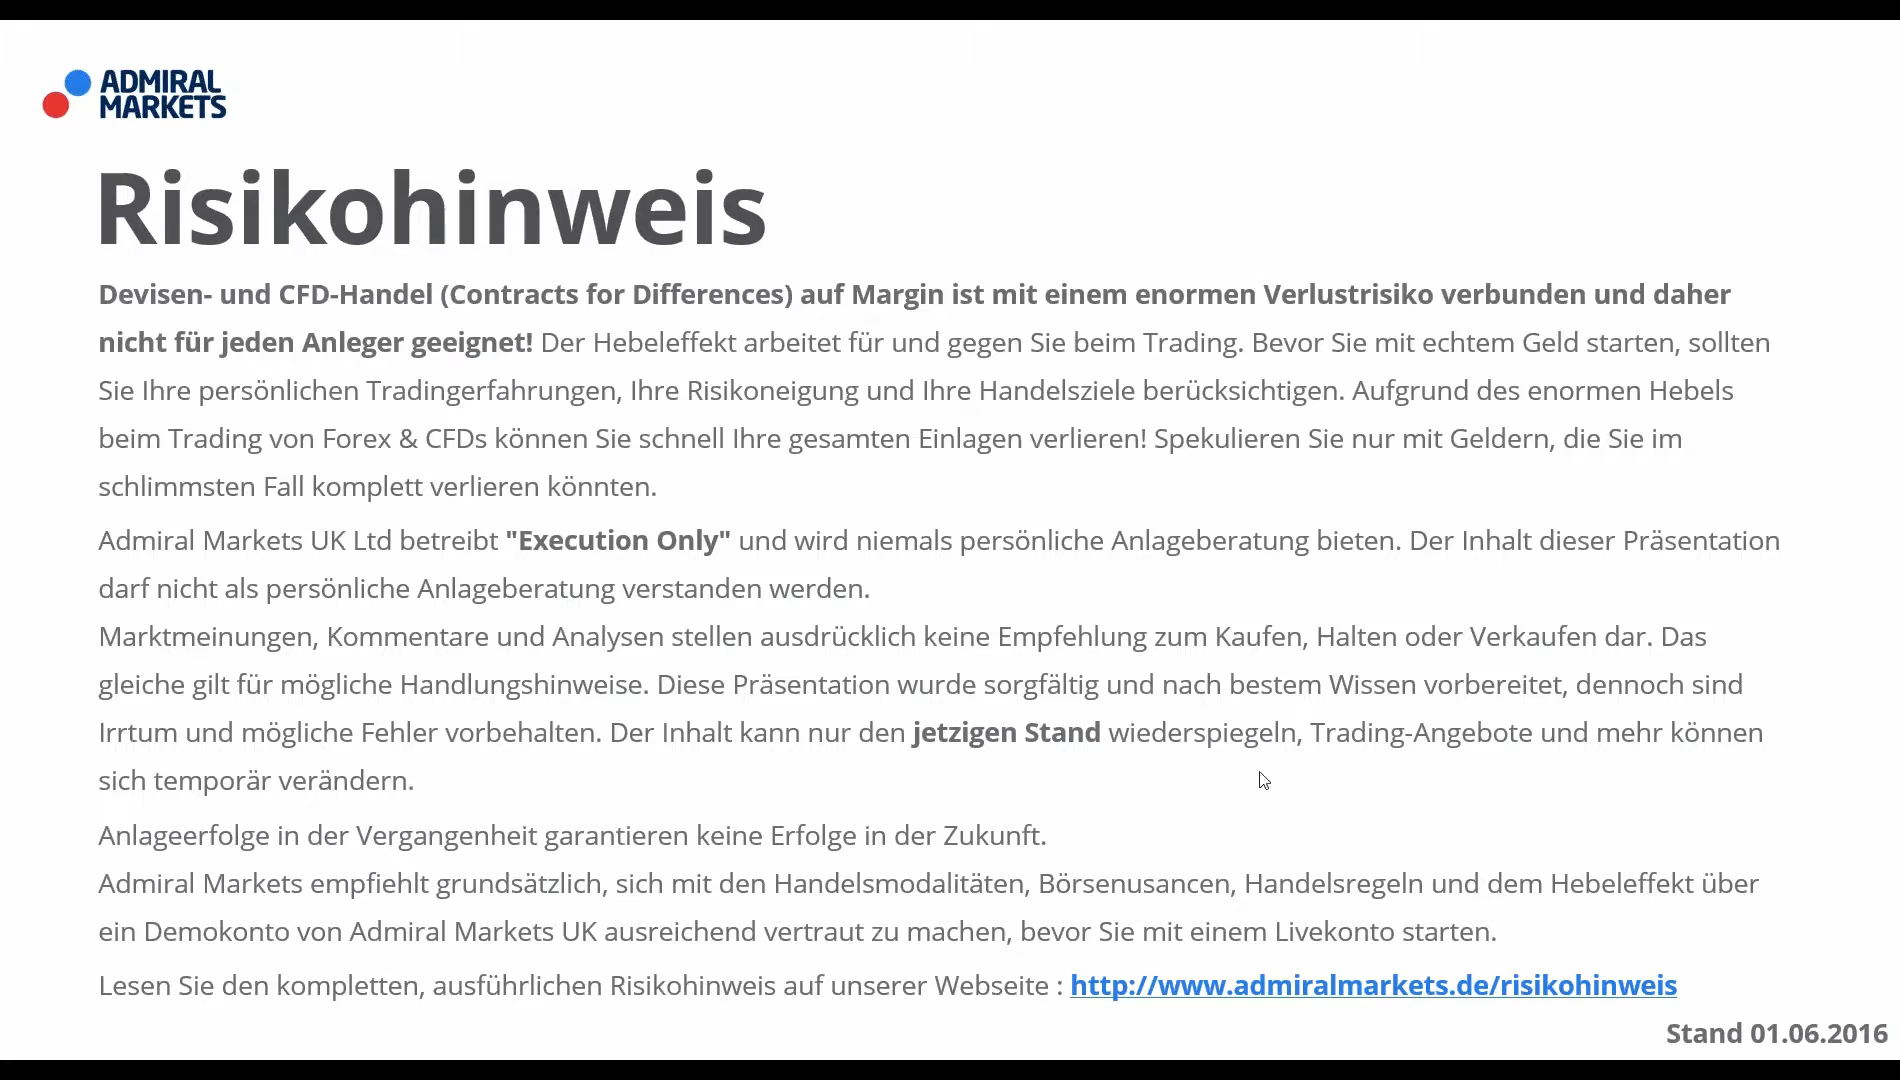 ADMIRAL
MARKETS
Risikohinweis
Devisen- und CFD-Handel (Contracts for Differences) auf Margin ist mit einem enormen Verlustrisiko verbunden und daher
nicht für jeden Anleger geeignet! Der Hebeleffekt arbeitet für und gegen Sie beim Trading. Bevor Sie mit echtem Geld starten, sollten
Sie Ihre persönlichen Tradingerfahrungen, Ihre Risikoneigung und Ihre Handelsziele berücksichtigen. Aufgrund des enormen Hebels
beim Trading von Forex & CFDs können Sie schnell Ihre gesamten Einlagen verlieren! Spekulieren Sie nur mit Geldern, die Sie im
schlimmsten Fall komplett verlieren könnten.
Admiral Markets UK Ltd betreibt "Execution Only" und wird niemals persönliche Anlageberatung bieten. Der Inhalt dieser Präsentation
darf nicht als persönliche Anlageberatung verstanden werden.
Marktmeinungen, Kommentare und Analysen stellen ausdrücklich keine Empfehlung zum Kaufen, Halten oder Verkaufen dar. Das
gleiche gilt für mögliche Handlungshinweise. Diese Präsentation wurde sorgfältig und nach bestem Wissen vorbereitet, dennoch sind
Irrtum und mögliche Fehler vorbehalten. Der Inhalt kann nur den jetzigen Stand wiederspiegeln, Trading-Angebote und mehr können
sich temporär verändern.
Anlageerfolge in der Vergangenheit garantieren keine Erfolge in der Zukunft.
Admiral Markets empfiehlt grundsätzlich, sich mit den Handelsmodalitäten, Börsenusancen, Handelsregeln und dem Hebeleffekt über
ein Demokonto von Admiral Markets UK ausreichend vertraut zu machen, bevor Sie mit einem Livekonto starten.
Lesen Sie den kompletten, ausführlichen Risikohinweis auf unserer Webseite : http://www.admiralmarkets.de/risikohinweis
Stand 01.06.2016